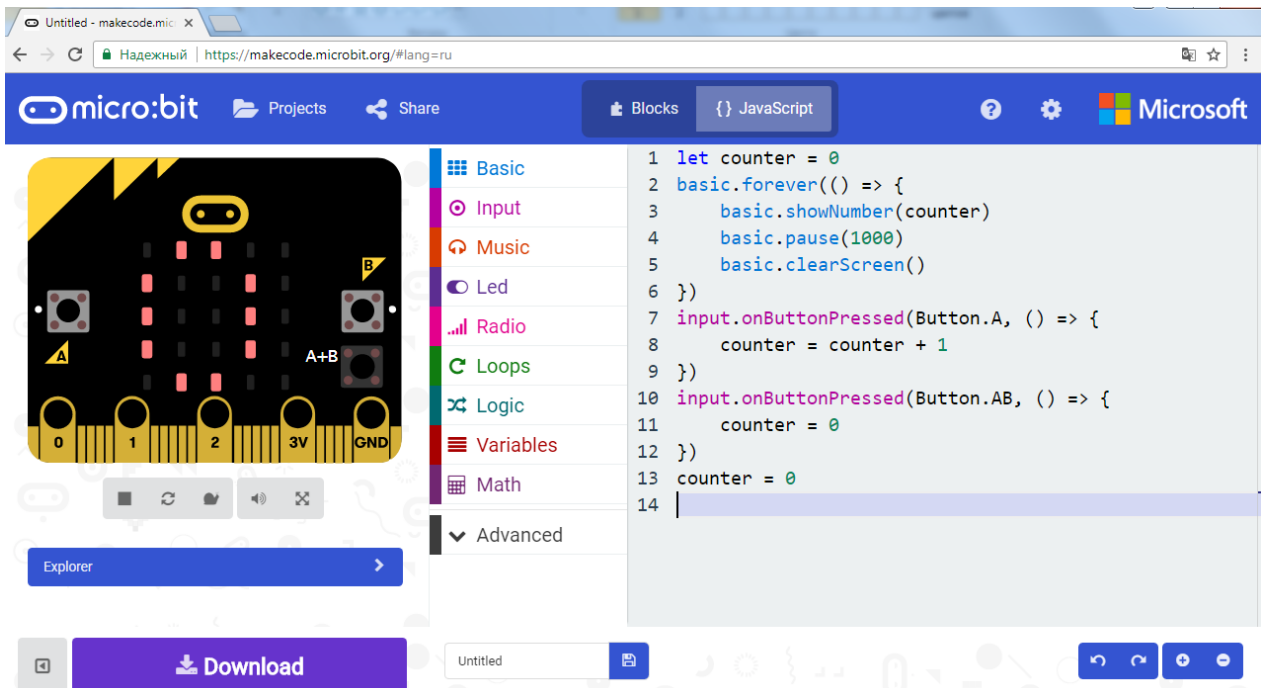 Untitled - makecode.mic
Надежный | https://makecode.microbit.org/#lang=ru
micro:bit Projects Share Blocks {} JavaScript Microsoft
B
A
A+B
0 1 2 3V GND
Explorer
Download
Basic
Input
Music
Led
Radio
Loops
Logic
Variables
Math
Advanced
1 let counter = 0
2 basic.forever(() => {
3 basic.showNumber(counter)
4 basic.pause(1000)
5 basic.clearScreen()
6 })
7 input.onButtonPressed(Button.A, () => {
8 counter = counter + 1
9 })
10 input.onButtonPressed(Button.AB, () => {
11 counter = 0
12 })
13 counter = 0
14
Untitled